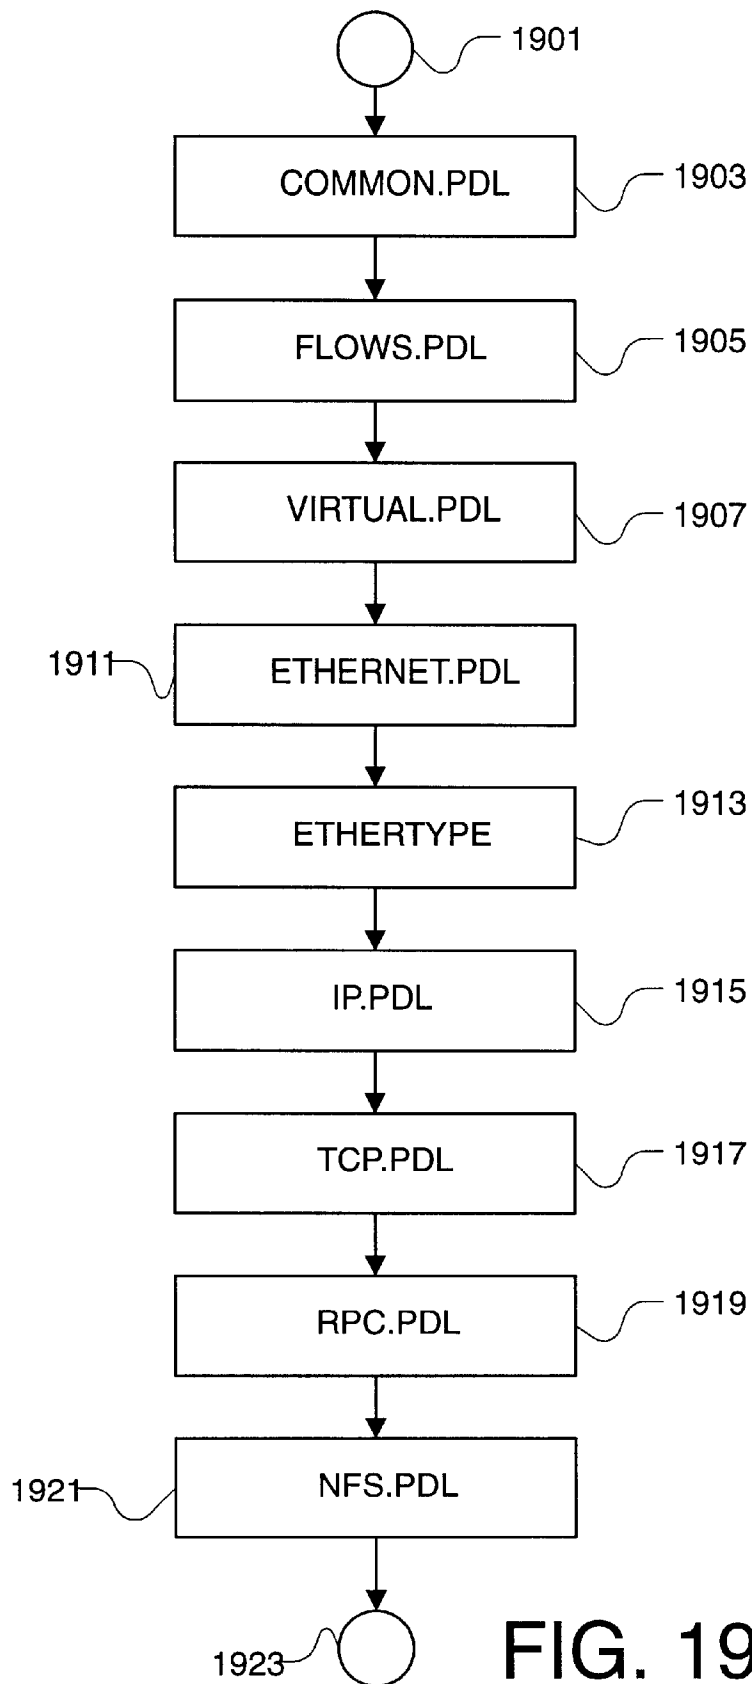 1901
COMMON.PDL
1903
FLOWS.PDL
1905
VIRTUAL.PDL
1907
1911
ETHERNET.PDL
ETHERTYPE
1913
IP.PDL
1915
TCP.PDL
1917
RPC.PDL
1919
1921
NFS.PDL
1923
FIG. 19